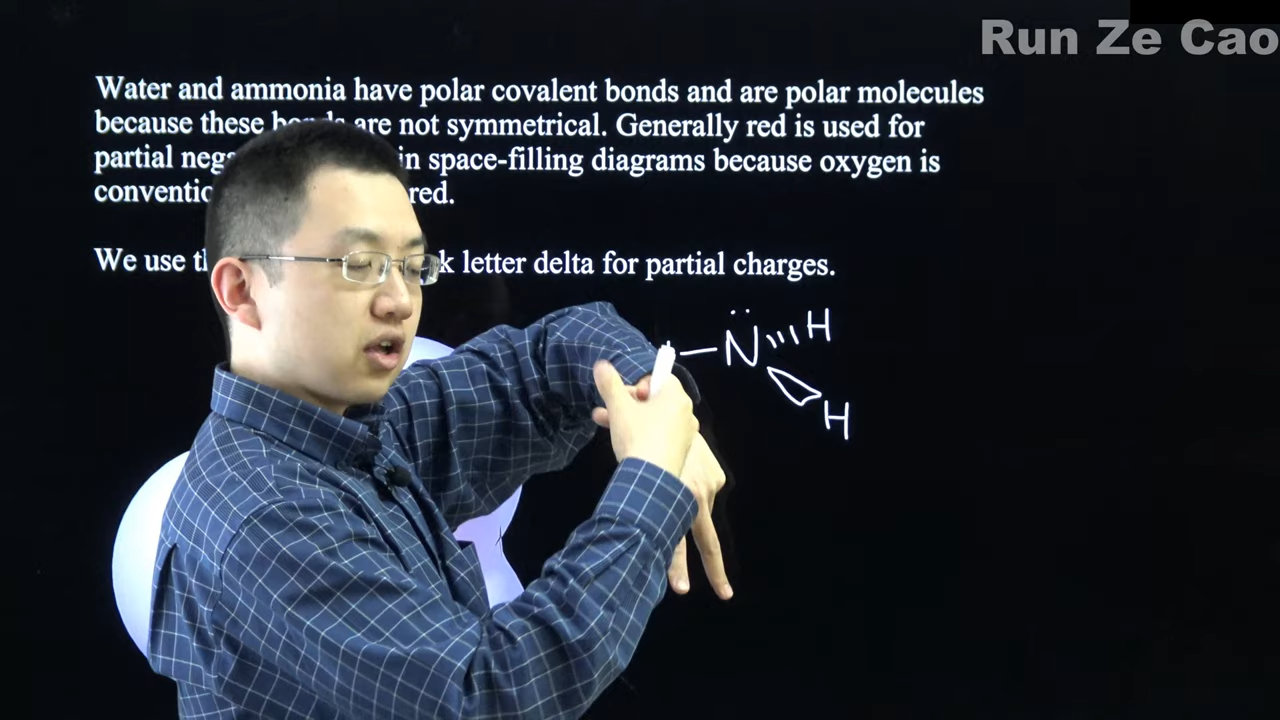 Run Ze Cao
Water and ammonia have polar covalent bonds and are polar molecules
because these are not symmetrical. Generally red is used for
partial in space-filling diagrams because oxygen is
red.
We use letter delta for partial charges.
N H
H